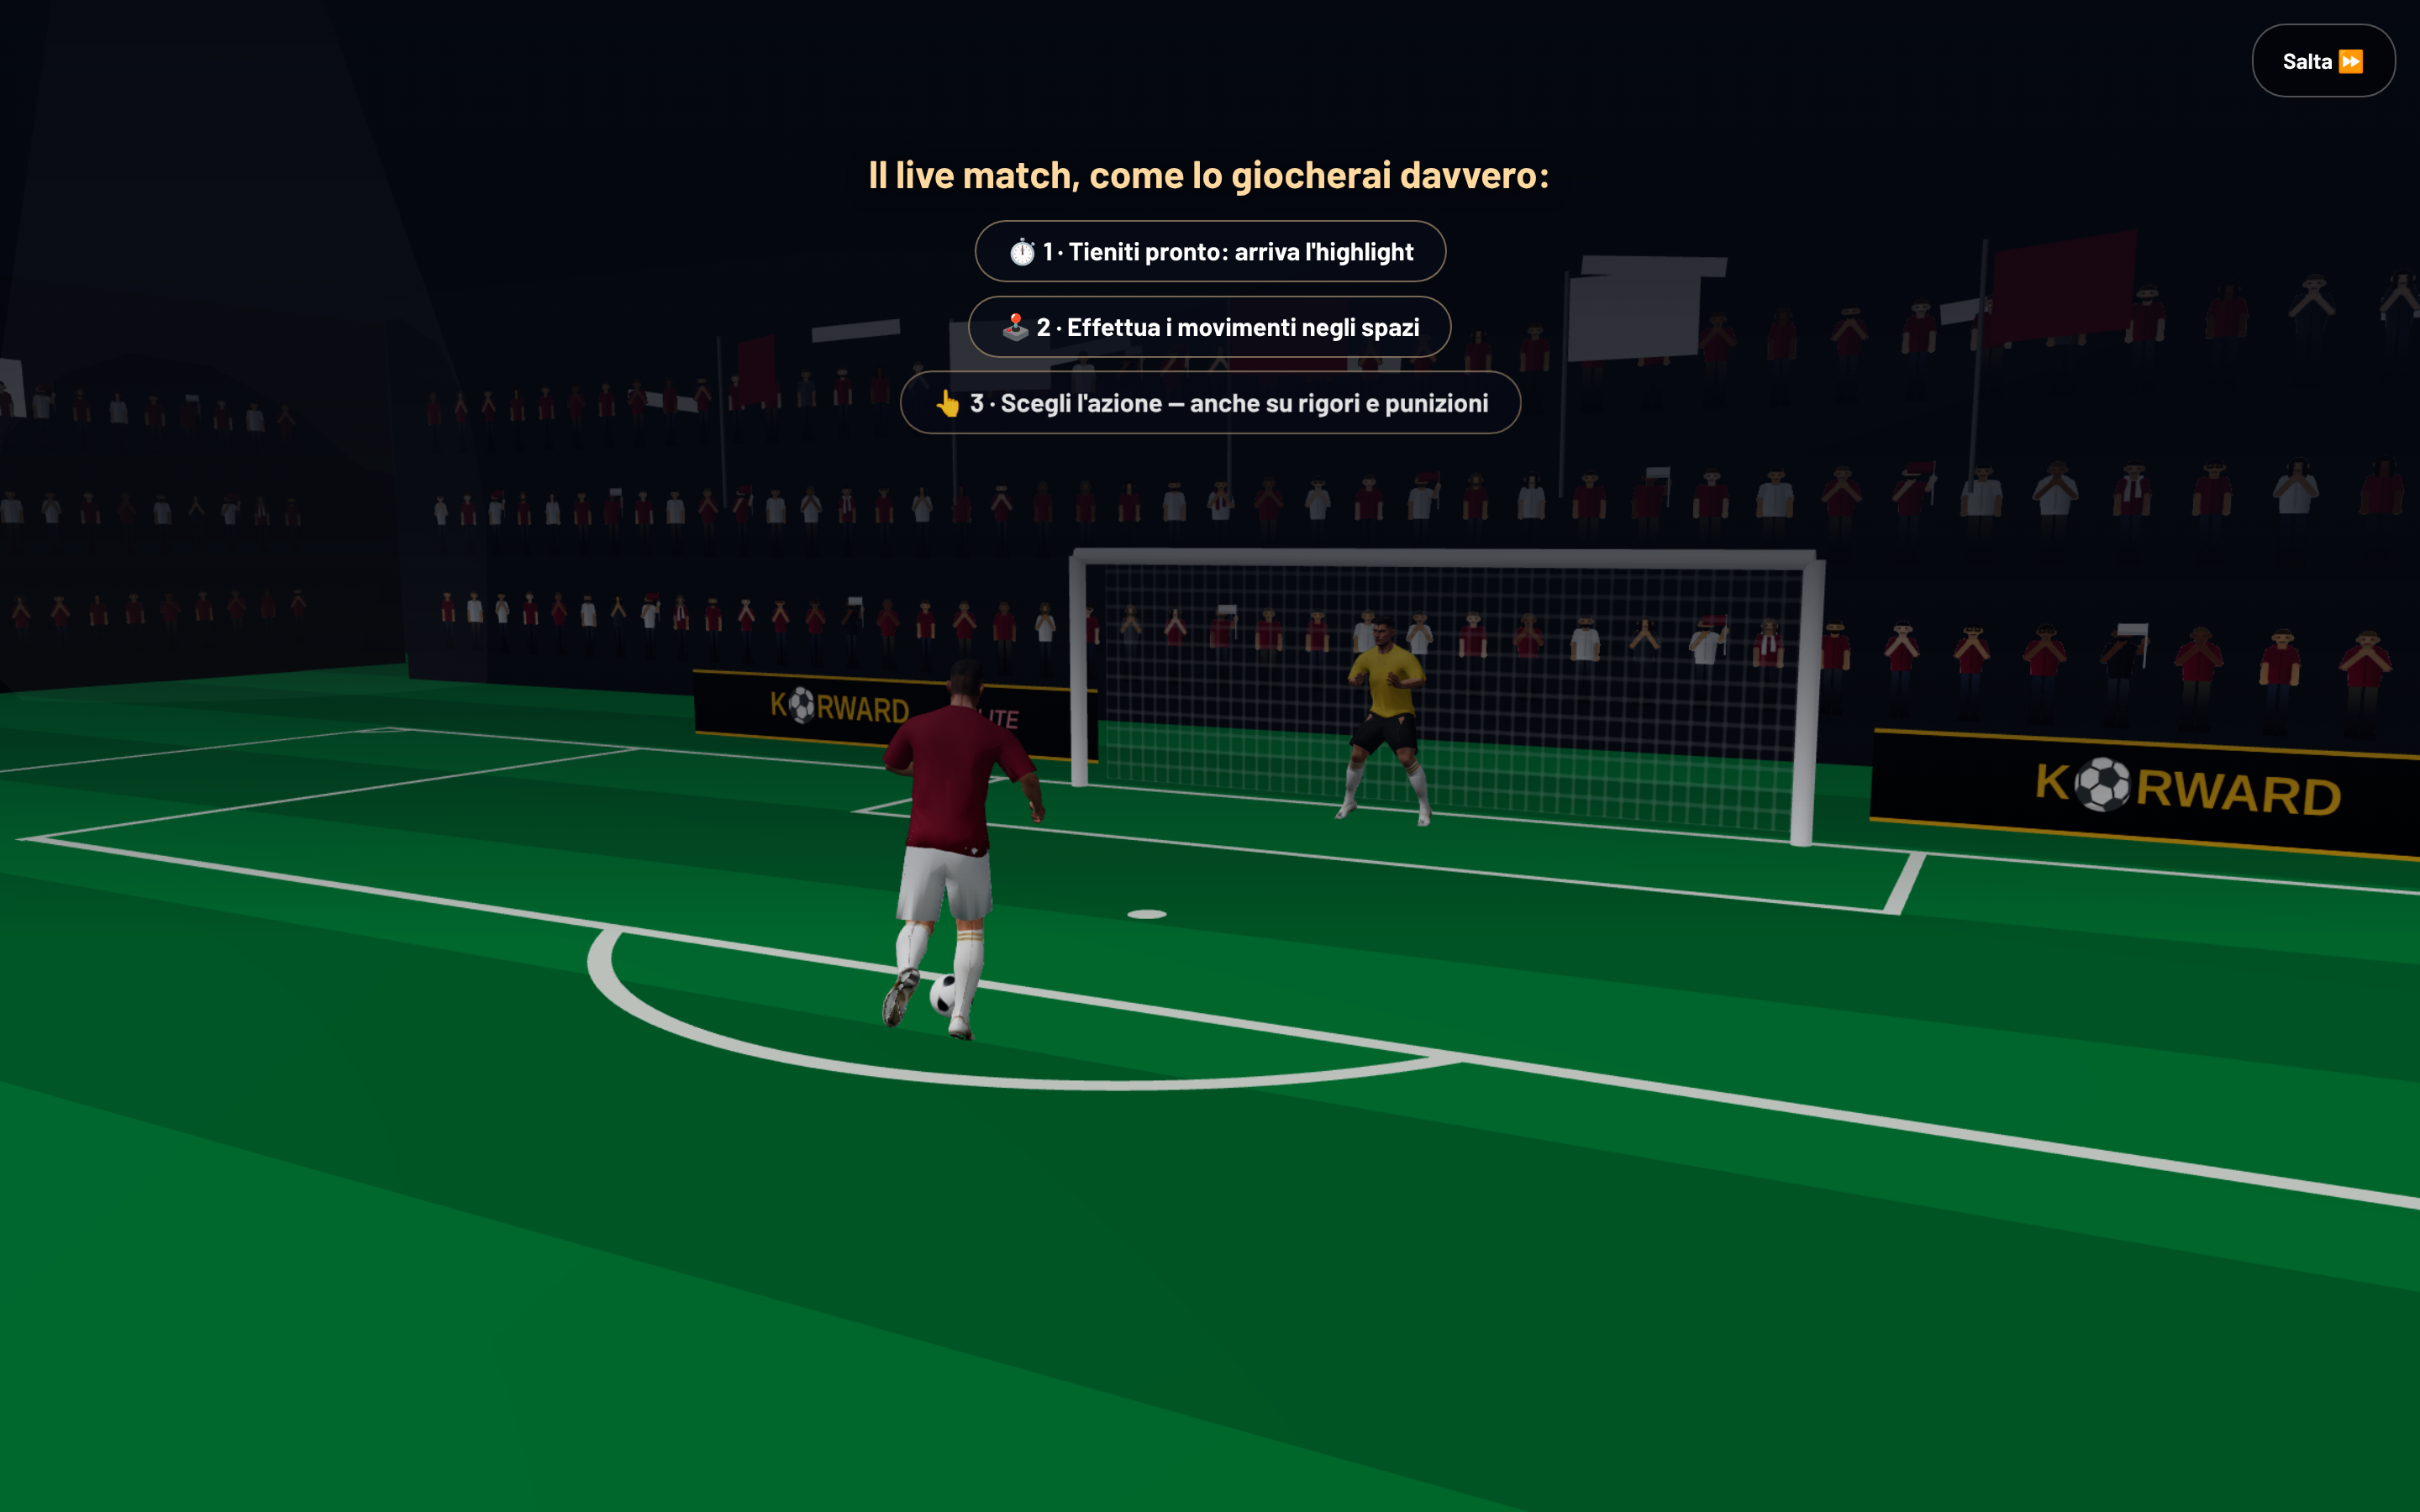 Salta ⏩
Il live match, come lo giocherai davvero:
⏱️ 1 · Tieniti pronto: arriva l'highlight
🕹️ 2 · Effettua i movimenti negli spazi
👆 3 · Scegli l'azione — anche su rigori e punizioni
K⚽RWARD
K⚽RWARD